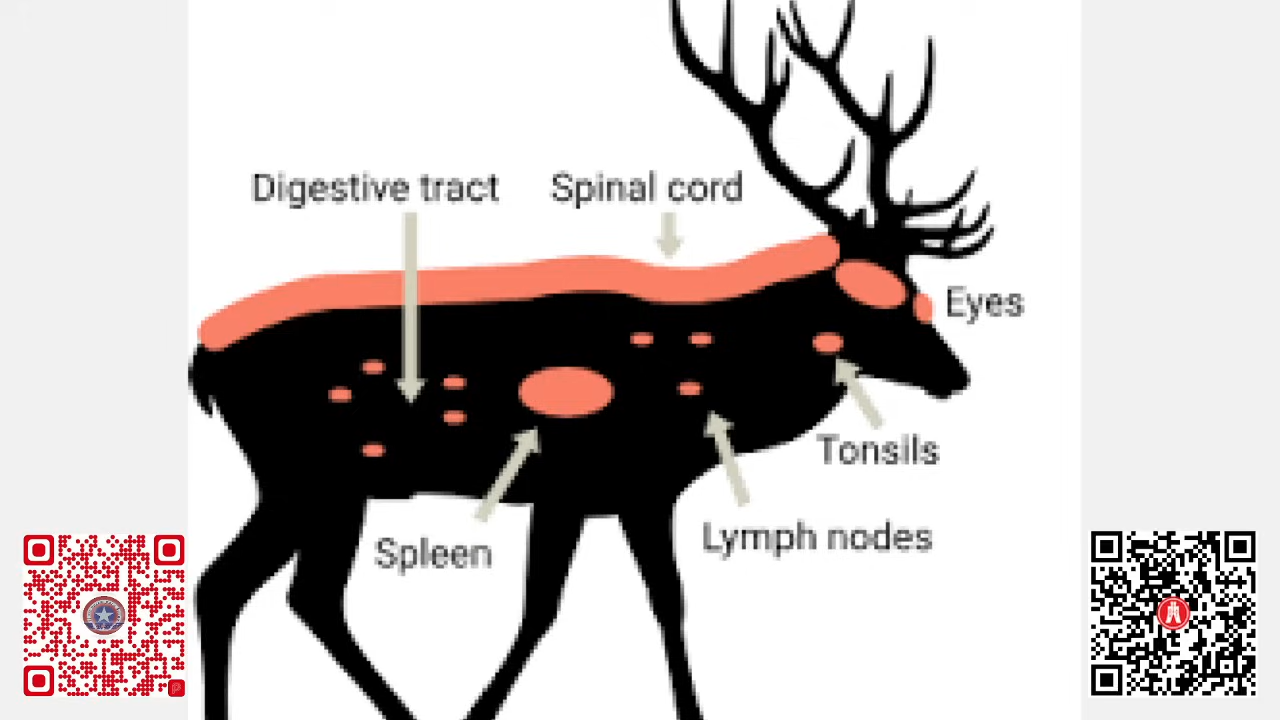 Digestive tract
Spinal cord
Eyes
Tonsils
Lymph nodes
Spleen